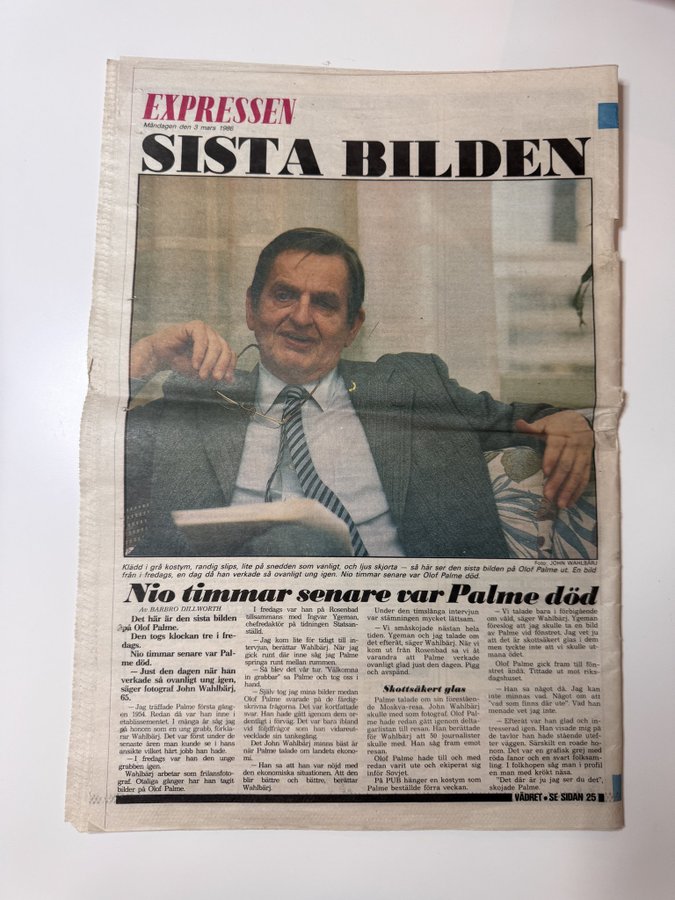 EXPRESSEN
Måndagen den 3 mars 1986
SISTA BILDEN
Foto: JOHN WAHLBÄRJ
Klädd i grå kostym, randig slips, lite på snedden som vanligt, och ljus skjorta — så här ser den sista bilden på Olof Palme ut. En bild
från i fredags, en dag då han verkade så ovanligt ung igen. Nio timmar senare var Olof Palme död.
Nio timmar senare var Palme död
Av BARBRO DILLWORTH
Det här är den sista bilden
på Olof Palme.
Den togs klockan tre i fre-
dags.
Nio timmar senare var Pal-
me död.
— Just den dagen när han
verkade så ovanligt ung igen,
säger fotograf John Wahlbärj,
65.
— Jag träffade Palme första gång-
en 1954. Redan då var han inne i
etablissementet. I många år såg jag
på honom som en ung grabb, förkla-
rar Wahlbärj. Det var först under de
senaste åren man kunde se i hans
ansikte vilket hårt jobb han hade.
— I fredags var han den unge
grabben igen.
Wahlbärj arbetar som frilansfoto-
graf. Otaliga gånger har han tagit
bilder på Olof Palme.
I fredags var han på Rosenbad
tillsammans med Ingvar Ygeman,
chefredaktör på tidningen Statsan-
ställd.
— Jag kom lite för tidigt till in-
tervjun, berättar Wahlbärj. När jag
gick runt där inne såg jag Palme
springa runt mellan rummen.
— Så blev det vår tur. "Välkomna
in grabbar" sa Palme och tog oss i
hand.
— Själv tog jag mina bilder medan
Olof Palme svarade på de färdig-
skrivna frågorna. Det var kortfattade
svar. Han hade gått igenom dem or-
dentligt i förväg. Det var bara ibland
vid följdfrågor som han vidareut-
vecklade sin tankegång.
Det John Wahlbärj minns bäst är
när Palme talade om landets ekono-
mi.
— Han sa att han var nöjd med
den ekonomiska situationen. Att den
blir bättre och bättre, berättar
Wahlbärj.
Under den timslånga intervjun
var stämningen mycket lättsam.
— Vi småskojade nästan hela
tiden. Ygeman och jag talade om
det efteråt, säger Wahlbärj. När vi
kom ut från Rosenbad sa vi åt
varandra att Palme verkade
ovanligt glad just den dagen. Pigg
och avspänd.
Skottsäkert glas
Palme talade om sin förestående
Moskva-resa. John Wahlbärj
skulle med som fotograf. Olof Pal-
me hade redan gått igenom delta-
garlistan till resan. Han berättade
för Wahlbärj att 50 journalister
skulle med. Han såg fram emot
resan.
Olof Palme hade till och med
redan varit ute och ekiperat sig
inför Sovjet.
På PUB hänger en kostym som
Palme beställde förra veckan.
— Vi talade bara i förbigående
om våld, säger Wahlbärj. Ygeman
föreslog att jag skulle ta en bild
av Palme vid fönstret. Jag vet ju
att det är skottsäkert glas i dem
men tyckte inte att vi skulle ut-
mana ödet.
Olof Palme gick fram till fön-
stret ändå. Tittade ut mot riks-
dagshuset.
— Han sa något då. Jag kan
inte minnas vad. Något om att
"vad som finns där ute". Vad han
menade vet jag inte.
— Efteråt var han glad och in-
tresserad igen. Han visade mig på
de tavlor han hade stående utef-
ter väggen. Särskilt en roade ho-
nom. Det var en grafisk grej med
röda fanor och en svart folksam-
ling. I folkhopen såg man i profil
en man med krökt näsa.
"Det där är ju jag ser du det",
skojade Palme.
VÄDRET • SE SIDAN 25